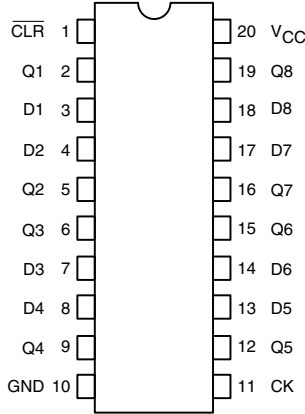 CLR 1 20 VCC
Q1 2 19 Q8
D1 3 18 D8
D2 4 17 D7
Q2 5 16 Q7
Q3 6 15 Q6
D3 7 14 D6
D4 8 13 D5
Q4 9 12 Q5
GND 10 11 CK